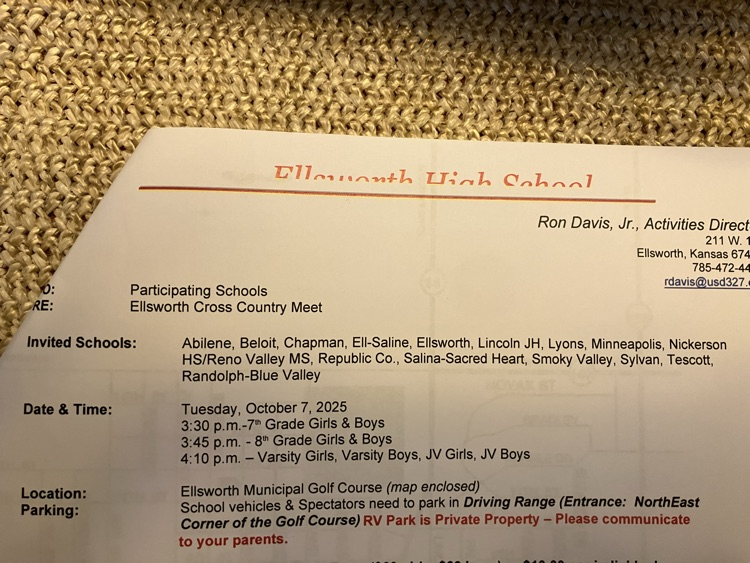 Ellsworth High School
Ron Davis, Jr., Activities
211 W.
Ellsworth, Kansas
785-472-
rdavis@usd327.
RE:
Participating Schools
Ellsworth Cross Country Meet
Invited Schools: Abilene, Beloit, Chapman, Ell-Saline, Ellsworth, Lincoln JH, Lyons, Minneapolis, Nickerson
HS/Reno Valley MS, Republic Co., Salina-Sacred Heart, Smoky Valley, Sylvan, Tescott,
Randolph-Blue Valley
Date & Time: Tuesday, October 7, 2025
3:30 p.m.-7th Grade Girls & Boys
3:45 p.m. - 8th Grade Girls & Boys
4:10 p.m. – Varsity Girls, Varsity Boys, JV Girls, JV Boys
Location: Ellsworth Municipal Golf Course (map enclosed)
Parking: School vehicles & Spectators need to park in Driving Range (Entrance: NorthEast
Corner of the Golf Course) RV Park is Private Property – Please communicate
to your parents.